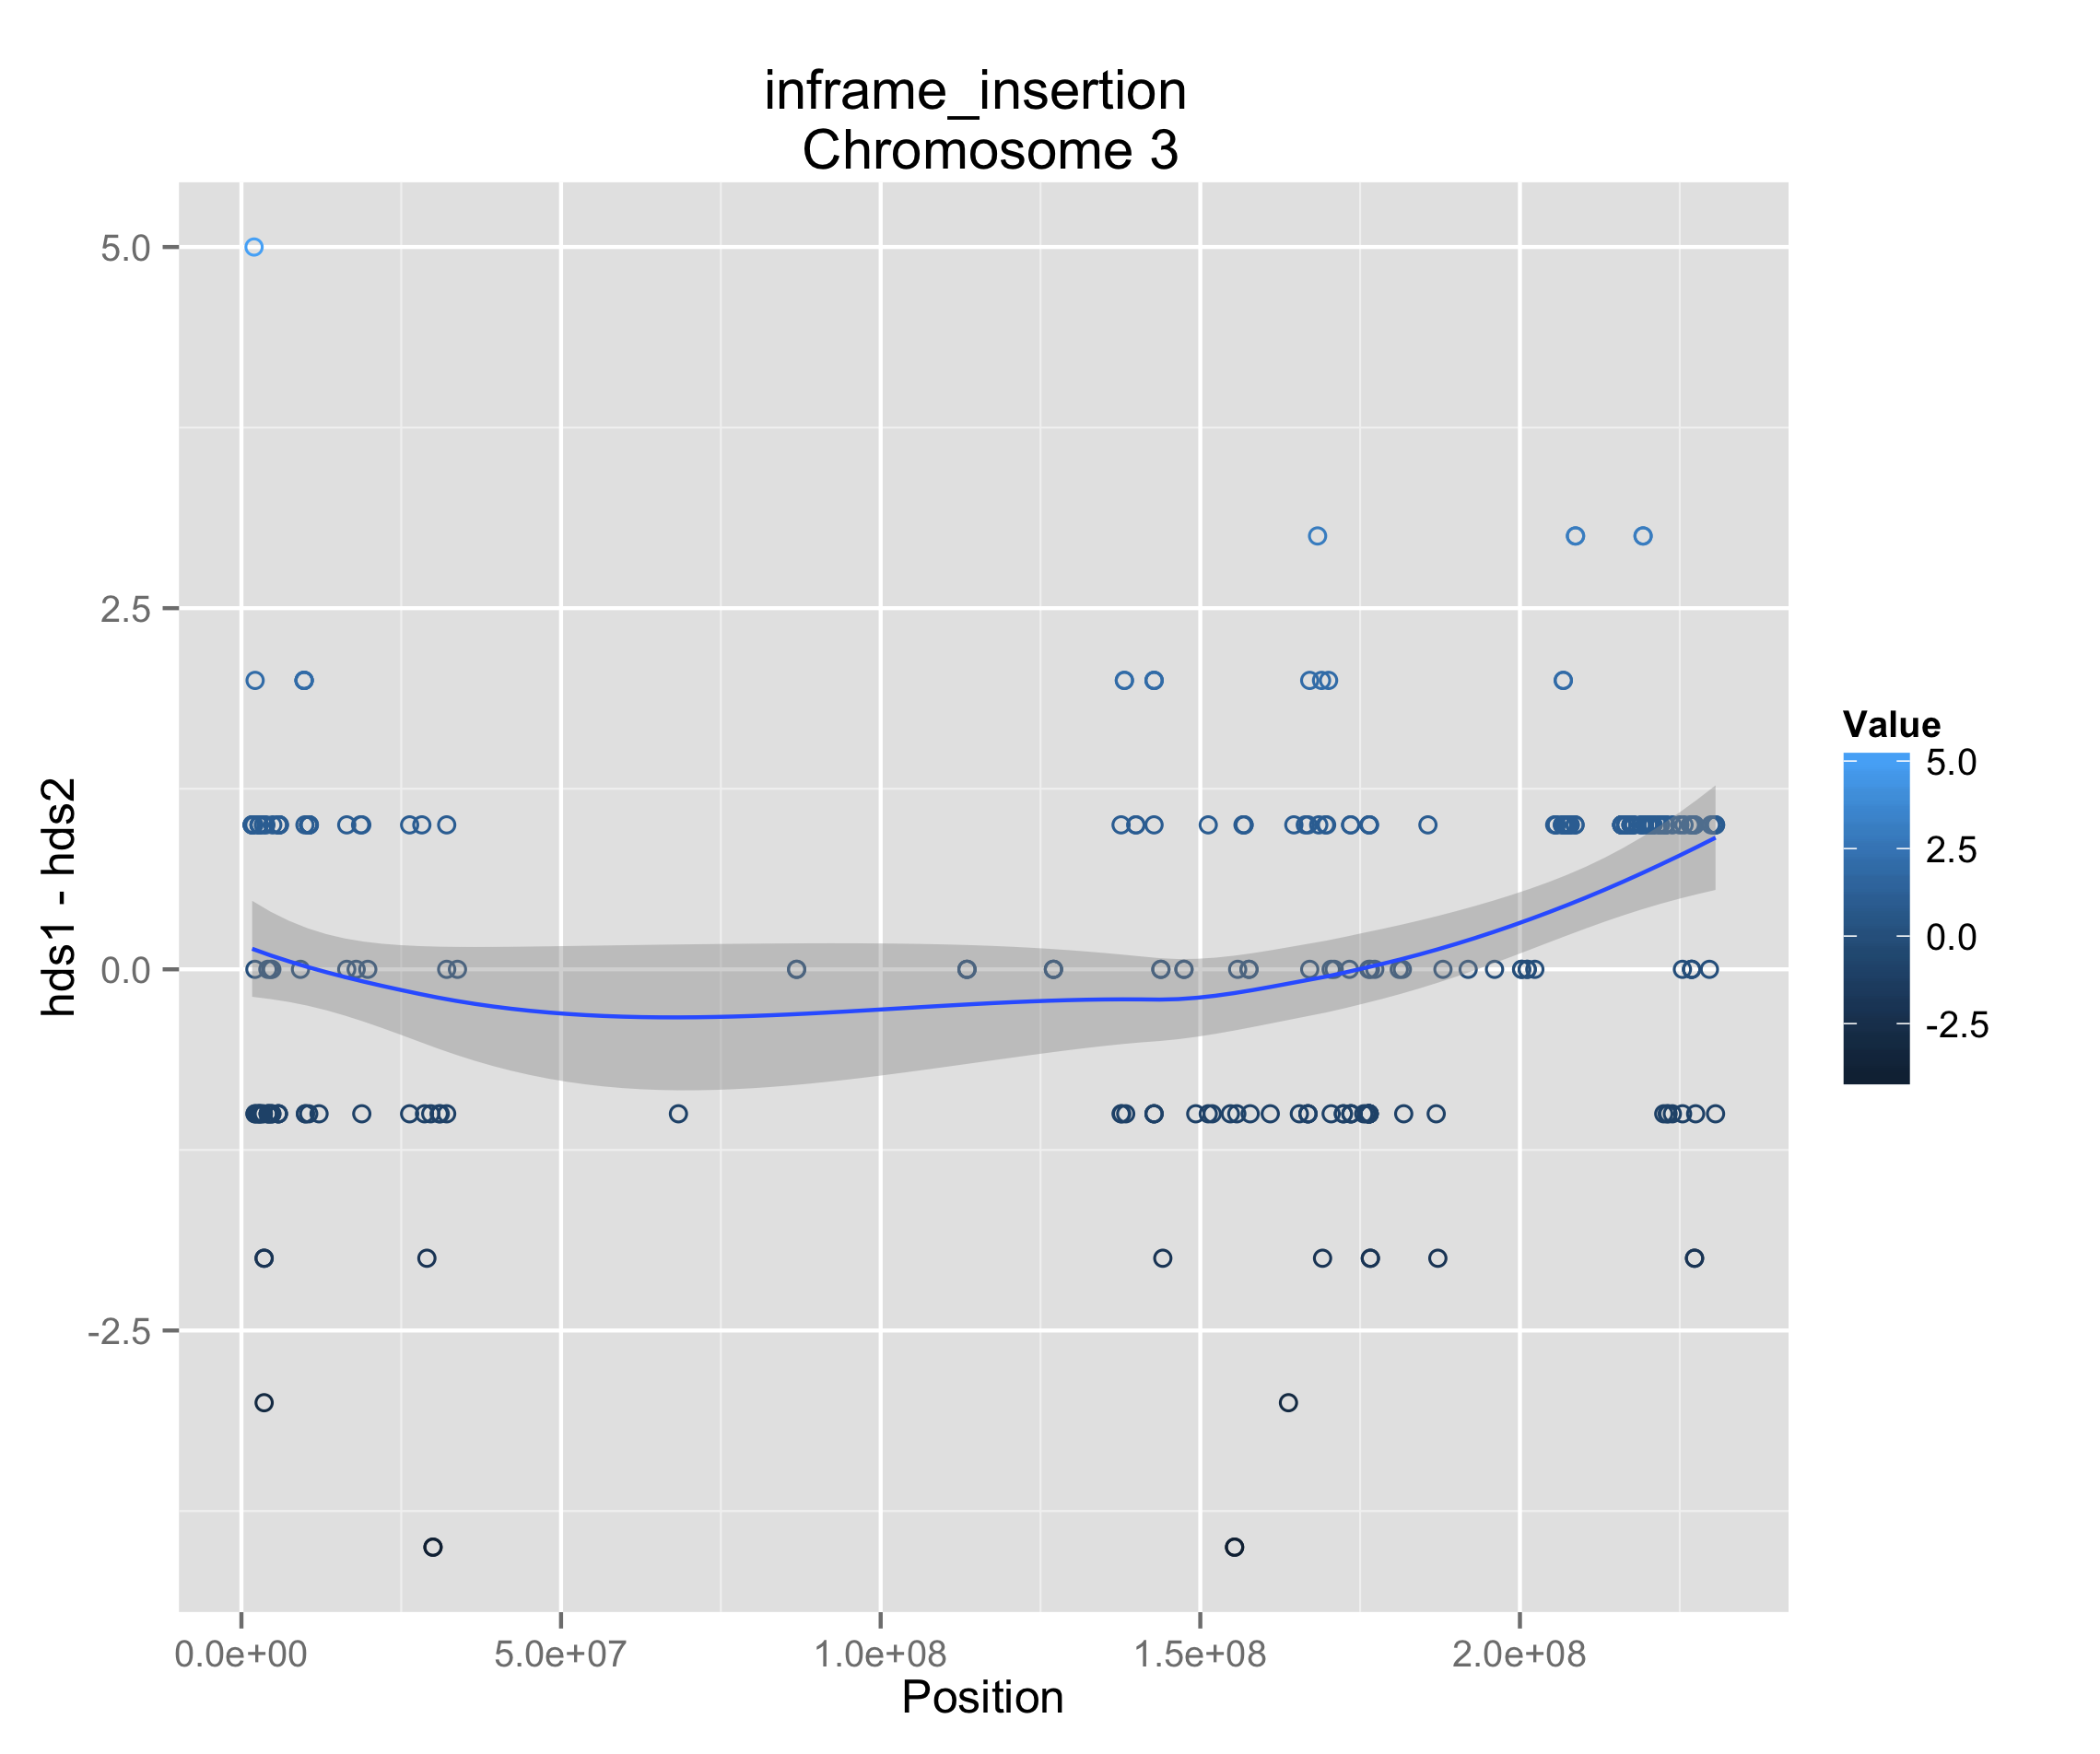 inframe_insertion
Chromosome 3
5.0
2.5
0.0
-2.5
hds1 - hds2
0.0e+00 5.0e+07 1.0e+08 1.5e+08 2.0e+08
Position
Value
5.0
2.5
0.0
-2.5